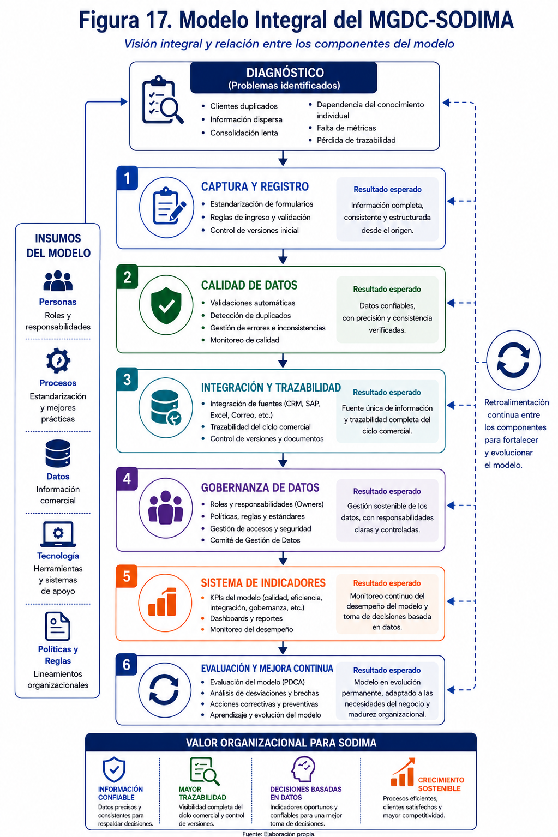 Figura 17. Modelo Integral del MGDC-SODIMA
Visión integral y relación entre los componentes del modelo
DIAGNÓSTICO
(Problemas identificados)
• Clientes duplicados
• Información dispersa
• Consolidación lenta
• Dependencia del conocimiento
individual
• Falta de métricas
• Pérdida de trazabilidad
INSUMOS
DEL MODELO
Personas
Roles y
responsabilidades
Procesos
Estandarización
y mejores
prácticas
Datos
Información
comercial
Tecnología
Herramientas
y sistemas
de apoyo
Políticas y
Reglas
Lineamientos
organizacionales
1
CAPTURA Y REGISTRO
• Estandarización de formularios
• Reglas de ingreso y validación
• Control de versiones inicial
Resultado esperado
Información completa,
consistente y estructurada
desde el origen.
2
CALIDAD DE DATOS
• Validaciones automáticas
• Detección de duplicados
• Gestión de errores e inconsistencias
• Monitoreo de calidad
Resultado esperado
Datos confiables,
con precisión y consistencia
verificadas.
3
INTEGRACIÓN Y TRAZABILIDAD
• Integración de fuentes (CRM, SAP,
Excel, Correo, etc.)
• Trazabilidad del ciclo comercial
• Control de versiones y documentos
Resultado esperado
Fuente única de información
y trazabilidad completa del
ciclo comercial.
4
GOBERNANZA DE DATOS
• Roles y responsabilidades (Owners)
• Políticas, reglas y estándares
• Gestión de accesos y seguridad
• Comité de Gestión de Datos
Resultado esperado
Gestión sostenible de los
datos, con responsabilidades
claras y controladas.
5
SISTEMA DE INDICADORES
• KPIs del modelo (calidad, eficiencia,
integración, gobernanza, etc.)
• Dashboards y reportes
• Monitoreo del desempeño
Resultado esperado
Monitoreo continuo del
desempeño del modelo y
toma de decisiones basada
en datos.
6
EVALUACIÓN Y MEJORA CONTINUA
• Evaluación del modelo (PDCA)
• Análisis de desviaciones y brechas
• Acciones correctivas y preventivas
• Aprendizaje y evolución del modelo
Resultado esperado
Modelo en evolución
permanente, adaptado a las
necesidades del negocio y
madurez organizacional.
Retroalimentación
continua entre
los componentes
para fortalecer
y evolucionar
el modelo.
VALOR ORGANIZACIONAL PARA SODIMA
INFORMACIÓN
CONFIABLE
Datos precisos y
consistentes para
respaldar decisiones.
MAYOR
TRAZABILIDAD
Visibilidad completa del
ciclo comercial y control
de versiones.
DECISIONES BASADAS
EN DATOS
Indicadores oportunos y
confiables para una mejor
toma de decisiones.
CRECIMIENTO
SOSTENIBLE
Procesos eficientes,
clientes satisfechos y
mayor competitividad.
Fuente: Elaboración propia.